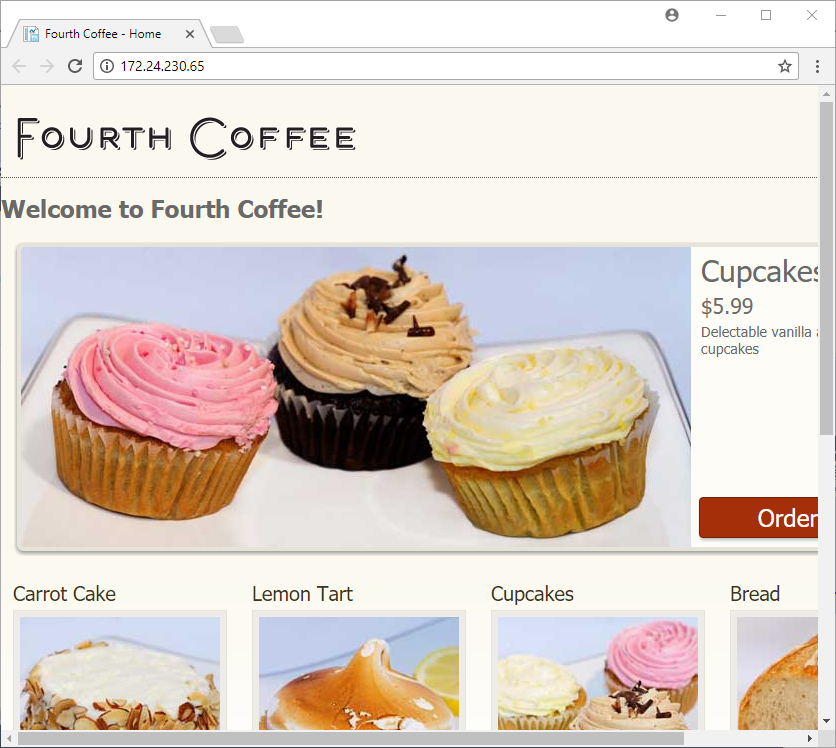 Fourth Coffee - Home
172.24.230.65
Fourth Coffee
Welcome to Fourth Coffee!
Cupcakes
$5.99
Delectable vanilla
cupcakes
Order
Carrot Cake
Lemon Tart
Cupcakes
Bread